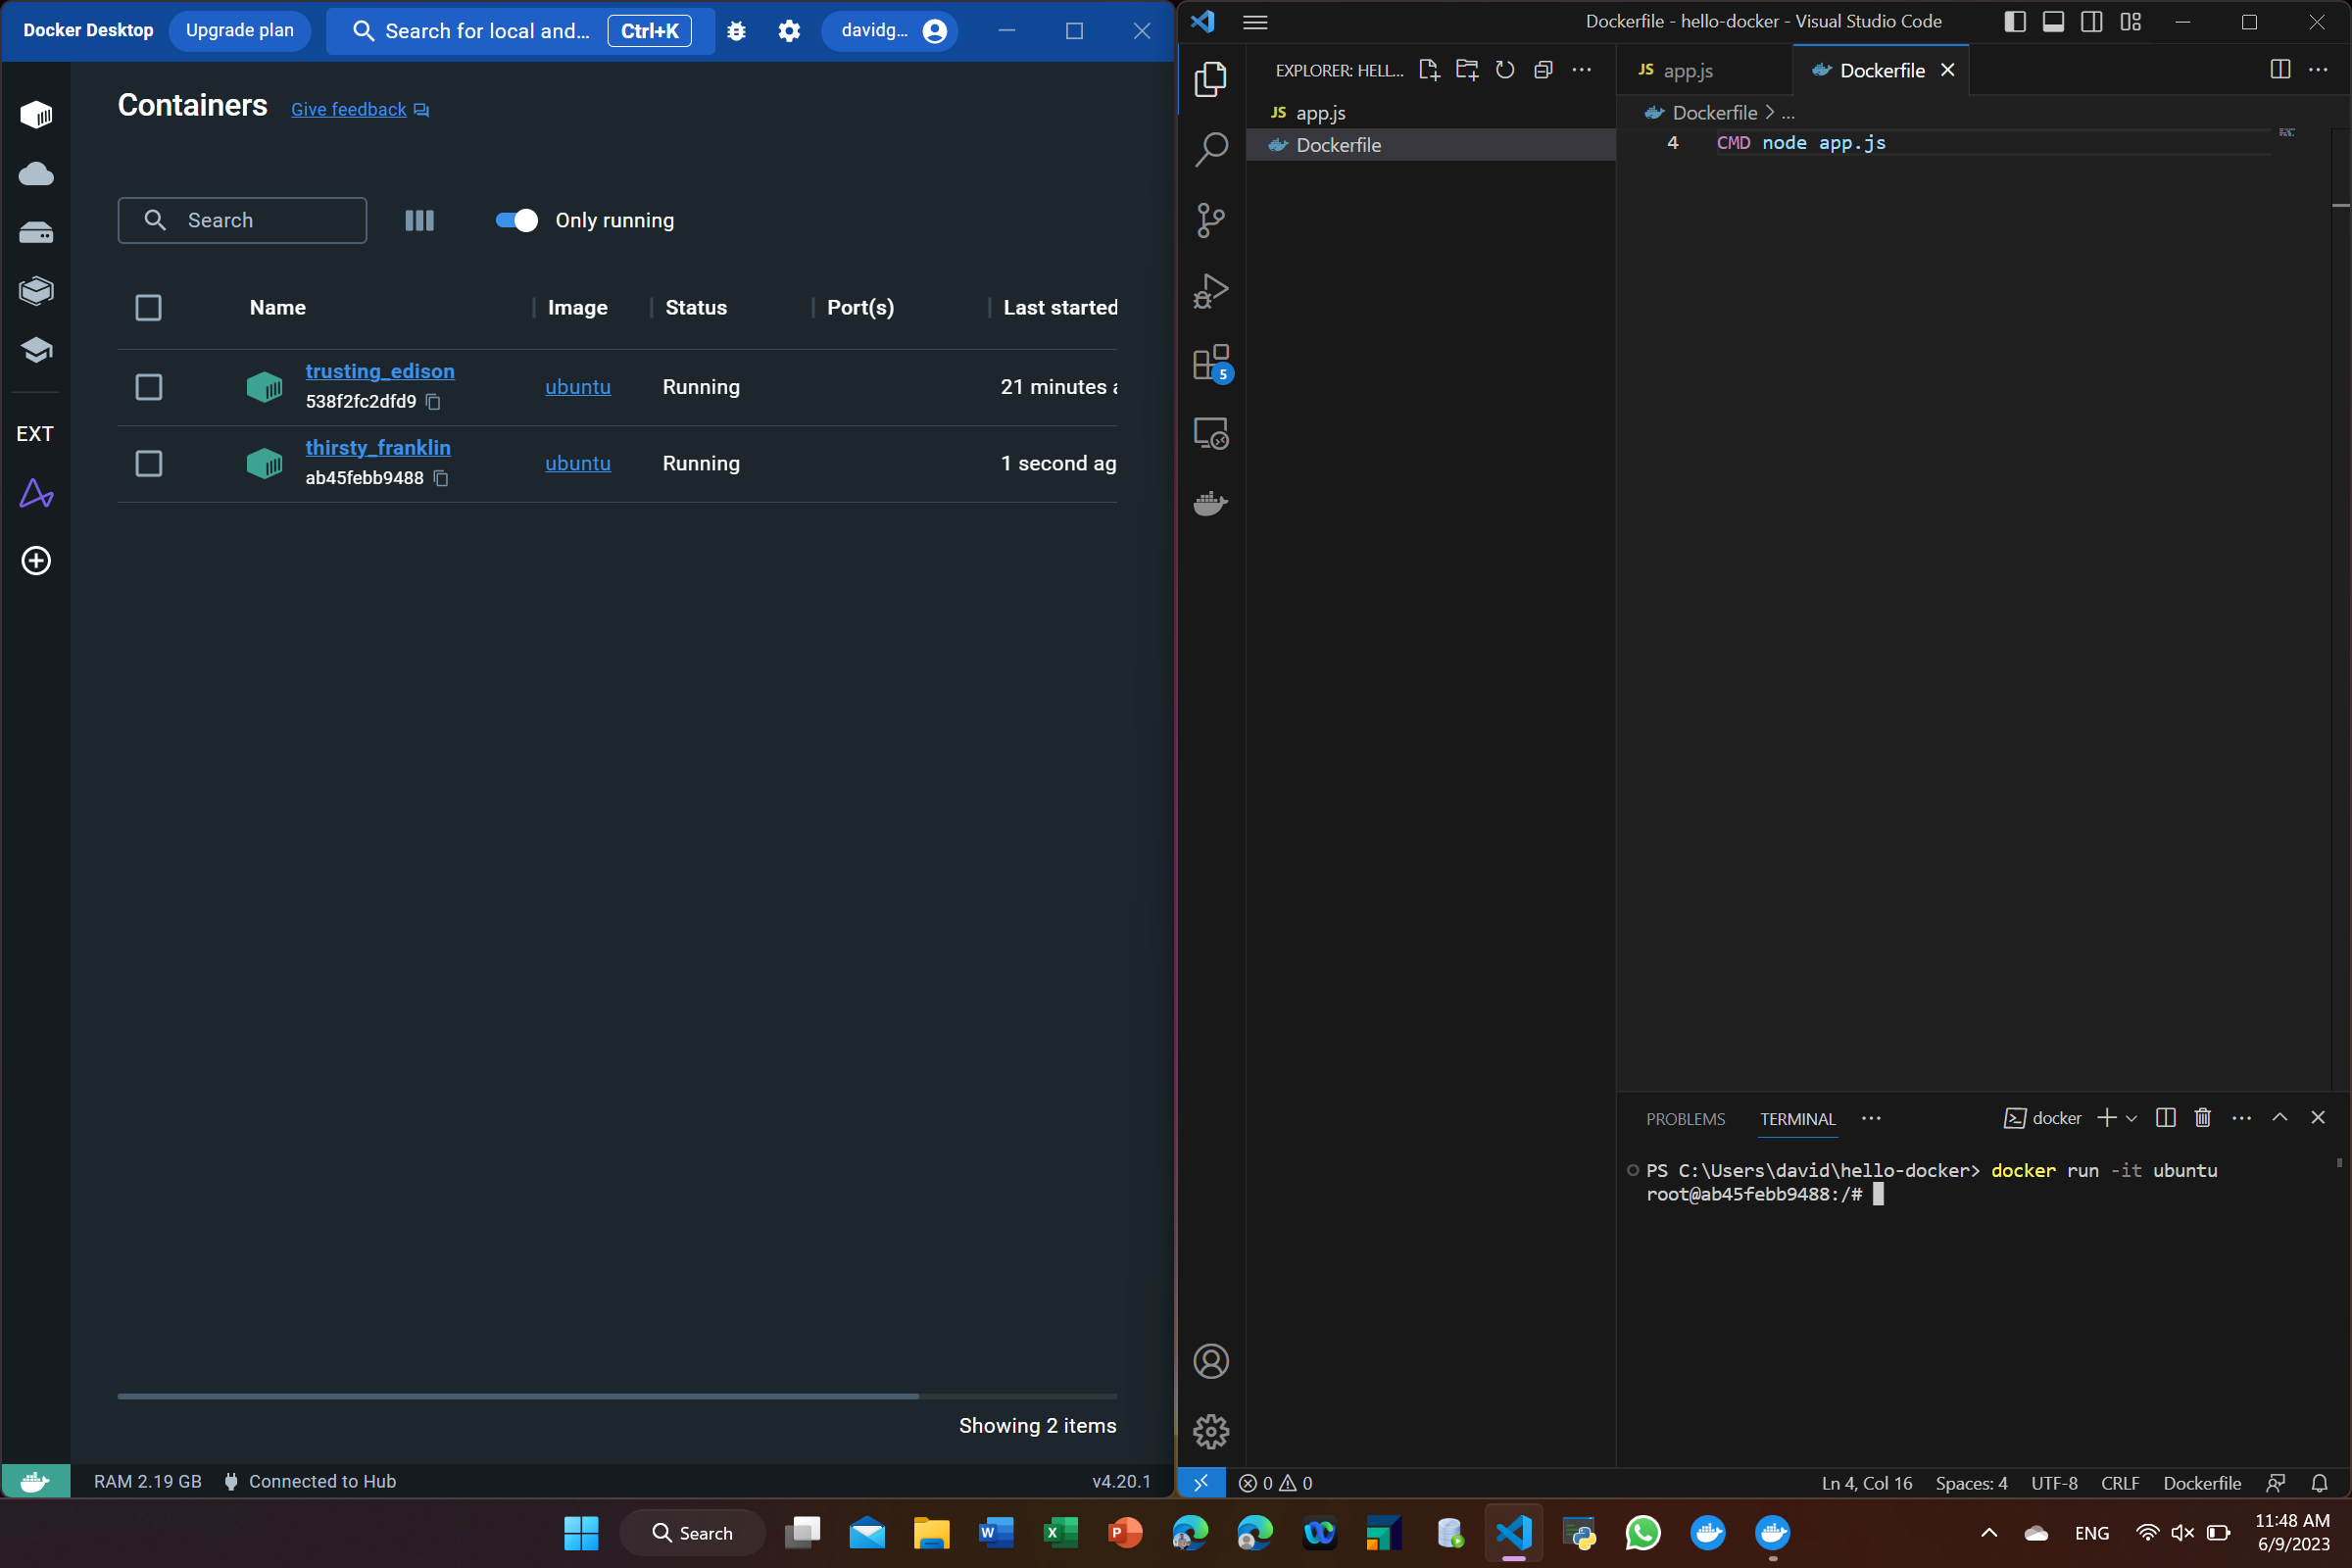 Docker Desktop
Upgrade plan
Search for local and...
Ctrl+K
davidg...
Containers
Give feedback
Search
Only running
Name
Image
Status
Port(s)
Last started
trusting_edison
538f2fc2dfd9
ubuntu
Running
21 minutes a
thirsty_franklin
ab45febb9488
ubuntu
Running
1 second ag
EXT
Showing 2 items
RAM 2.19 GB
Connected to Hub
v4.20.1
Dockerfile - hello-docker - Visual Studio Code
EXPLORER: HELL...
JS app.js
Dockerfile
5
JS app.js
Dockerfile
Dockerfile > ...
4 CMD node app.js
PROBLEMS
TERMINAL
docker
PS C:\Users\david\hello-docker> docker run -it ubuntu
root@ab45febb9488:/#
0
0
Ln 4, Col 16
Spaces: 4
UTF-8
CRLF
Dockerfile
Search
W
X
P
ENG
11:48 AM
6/9/2023